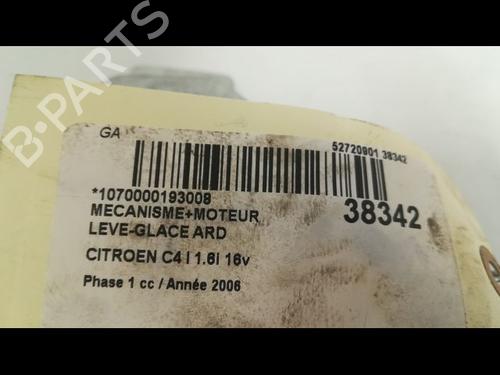 B-PARTS
GA
52720901 38342
*1070000193008
MECANISME+MOTEUR
38342
LEVE-GLACE ARD
CITROEN C4 I 1.6i 16v
Phase 1 cc / Année 2006